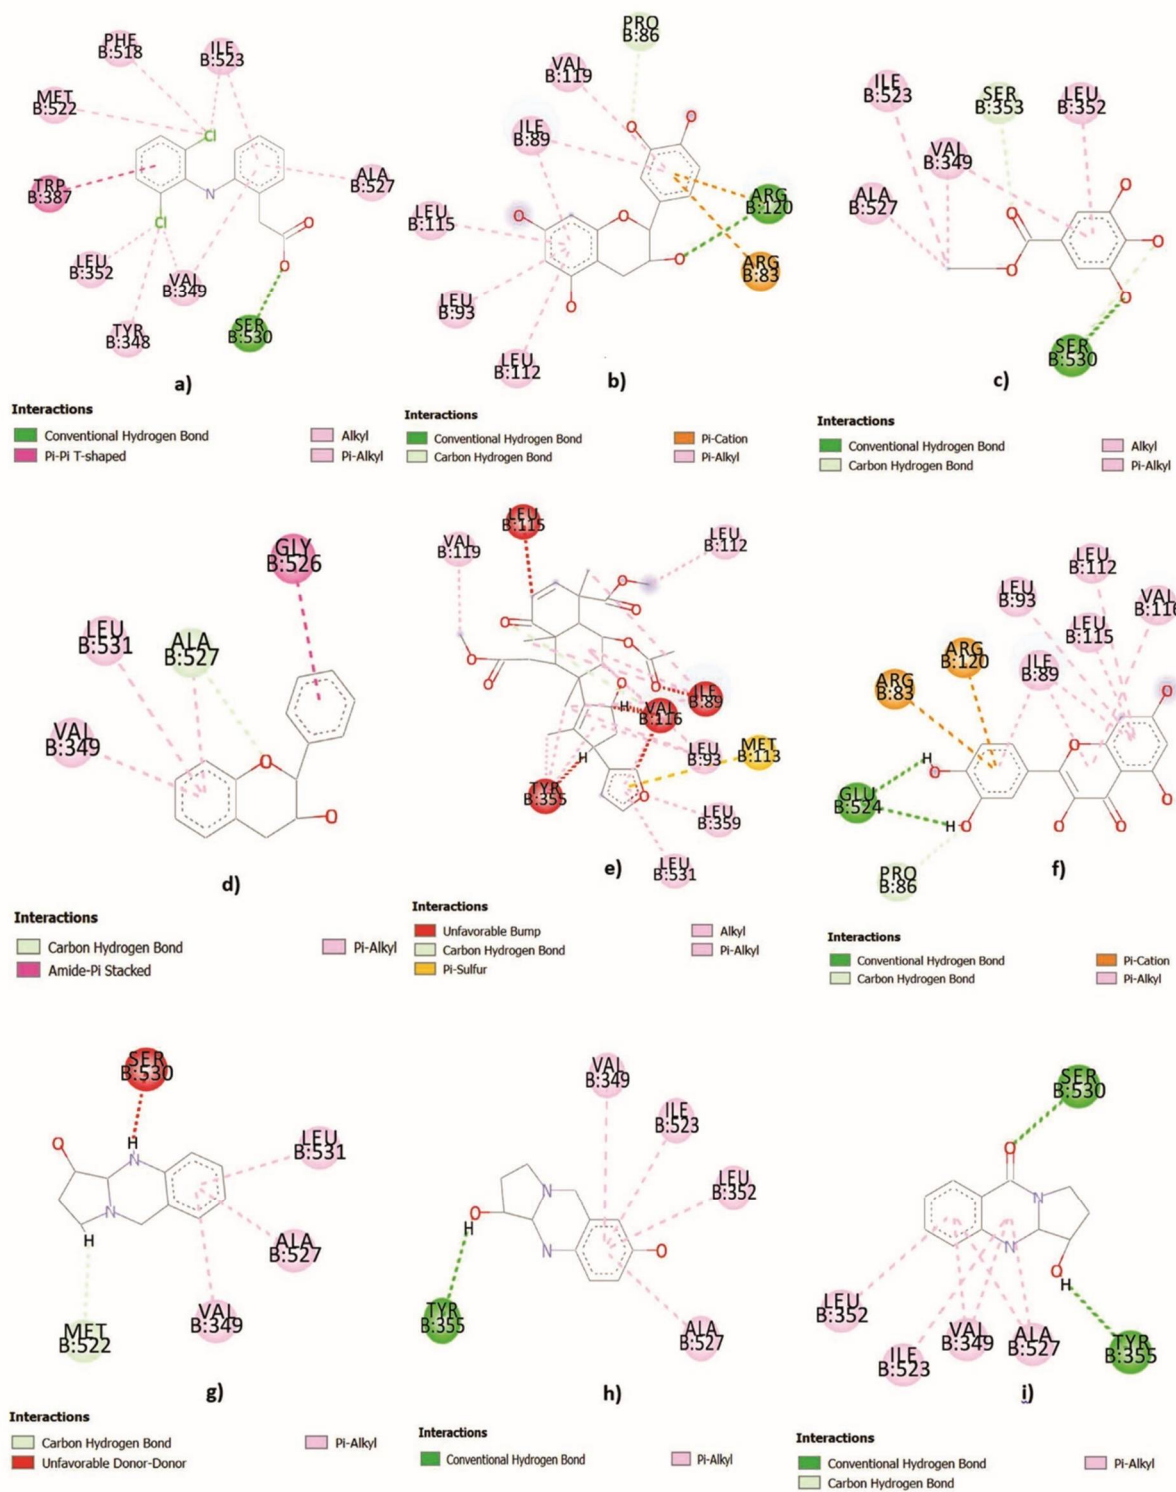 PHE
B:518
ILE
B:523
MET
B:522
Cl
TRP
B:387
N
ALA
B:527
Cl
O
O
LEU
B:352
VAL
B:349
TYR
B:348
SER
B:530
a)
Interactions
Conventional Hydrogen Bond
Pi-Pi T-shaped
Alkyl
Pi-Alkyl
PRO
B:86
VAL
B:119
ILE
B:89
O
O
ARG
B:120
LEU
B:115
O
O
O
ARG
B:83
LEU
B:93
O
LEU
B:112
b)
Interactions
Conventional Hydrogen Bond
Carbon Hydrogen Bond
Pi-Cation
Pi-Alkyl
ILE
B:523
SER
B:353
LEU
B:352
VAL
B:349
ALA
B:527
O
O
O
O
O
SER
B:530
c)
Interactions
Conventional Hydrogen Bond
Carbon Hydrogen Bond
Alkyl
Pi-Alkyl
GLY
B:526
LEU
B:531
ALA
B:527
VAL
B:349
O
O
d)
Interactions
Carbon Hydrogen Bond
Amide-Pi Stacked
Pi-Alkyl
LEU
B:115
VAL
B:119
LEU
B:112
O
O
O
O
O
O
O
O
H
ILE
B:89
VAL
B:116
LEU
B:93
MET
B:113
H
TYR
B:355
O
LEU
B:359
LEU
B:531
e)
Interactions
Unfavorable Bump
Carbon Hydrogen Bond
Pi-Sulfur
Alkyl
Pi-Alkyl
LEU
B:112
LEU
B:93
VAL
B:116
LEU
B:115
ARG
B:120
ILE
B:89
ARG
B:83
O
O
H
O
GLU
B:524
H
O
O
O
O
PRO
B:86
f)
Interactions
Conventional Hydrogen Bond
Carbon Hydrogen Bond
Pi-Cation
Pi-Alkyl
SER
B:530
O
H
N
LEU
B:531
N
H
ALA
B:527
VAL
B:349
MET
B:522
g)
Interactions
Carbon Hydrogen Bond
Unfavorable Donor-Donor
Pi-Alkyl
VAL
B:349
ILE
B:523
LEU
B:352
N
O
H
N
O
TYR
B:355
ALA
B:527
h)
Interactions
Conventional Hydrogen Bond
Pi-Alkyl
SER
B:530
O
N
N
O
H
LEU
B:352
ILE
B:523
VAL
B:349
ALA
B:527
TYR
B:355
i)
Interactions
Conventional Hydrogen Bond
Carbon Hydrogen Bond
Pi-Alkyl